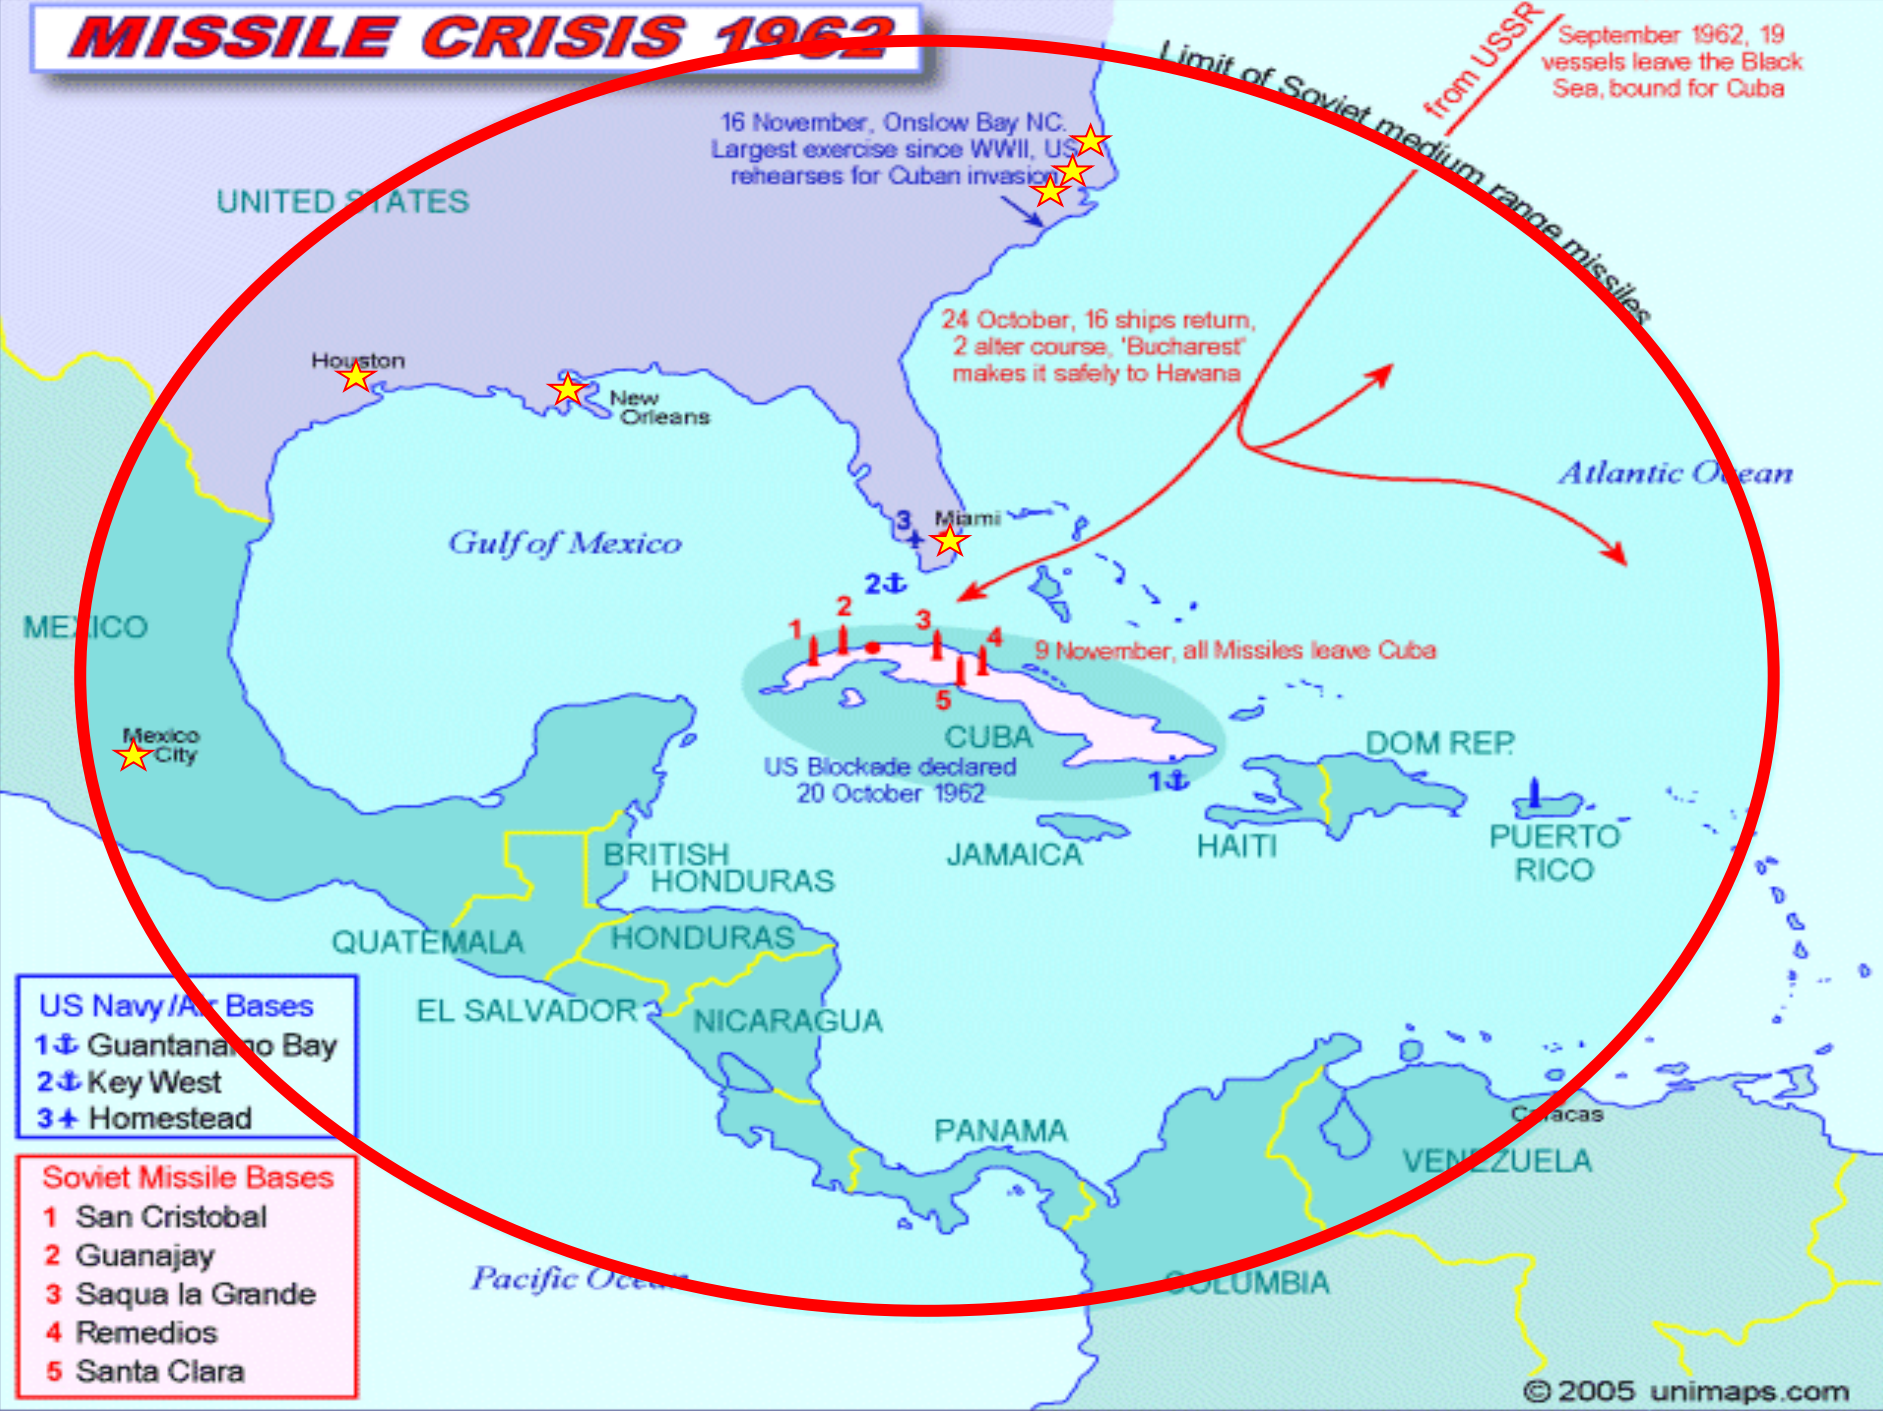 MISSILE CRISIS 1962
from USSR
September 1962, 19
vessels leave the Black
Sea, bound for Cuba
Limit of Soviet medium range missiles
16 November, Onslow Bay NC.
Largest exercise since WWII, US
rehearses for Cuban invasion
UNITED STATES
24 October, 16 ships return,
2 alter course, 'Bucharest'
makes it safely to Havana
Houston
New
Orleans
Atlantic Ocean
Gulf of Mexico
3
Miami
2
MEXICO
1
2
3
4
5
9 November, all Missiles leave Cuba
Mexico
City
CUBA
US Blockade declared
20 October 1962
1
DOM REP.
JAMAICA
HAITI
PUERTO
RICO
BRITISH
HONDURAS
QUATEMALA
HONDURAS
EL SALVADOR
NICARAGUA
PANAMA
Caracas
VENEZUELA
COLUMBIA
Pacific Ocean
US Navy/Air Bases
1 Guantanamo Bay
2 Key West
3 Homestead
Soviet Missile Bases
1 San Cristobal
2 Guanajay
3 Saqua la Grande
4 Remedios
5 Santa Clara
© 2005 unimaps.com